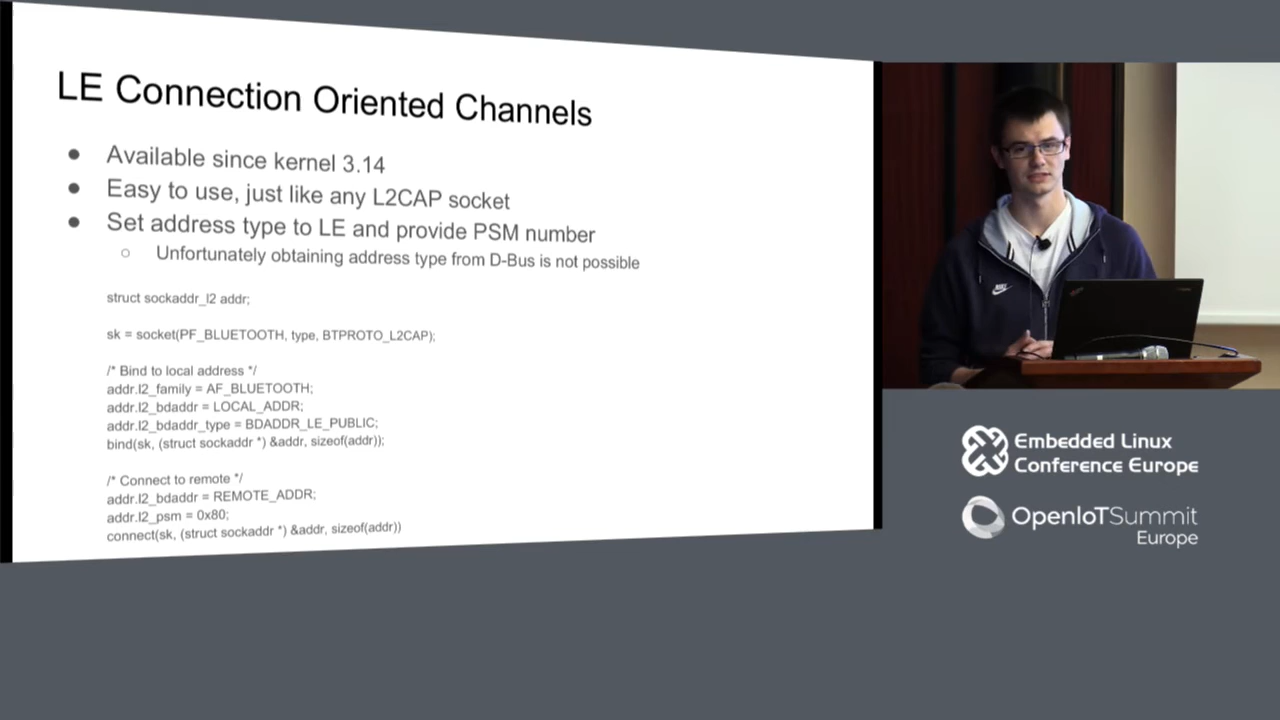 LE Connection Oriented Channels
● Available since kernel 3.14
● Easy to use, just like any L2CAP socket
● Set address type to LE and provide PSM number
○ Unfortunately obtaining address type from D-Bus is not possible
struct sockaddr_l2 addr;
sk = socket(PF_BLUETOOTH, type, BTPROTO_L2CAP);
/* Bind to local address */
addr.l2_family = AF_BLUETOOTH;
addr.l2_bdaddr = LOCAL_ADDR;
addr.l2_bdaddr_type = BDADDR_LE_PUBLIC;
bind(sk, (struct sockaddr *) &addr, sizeof(addr));
/* Connect to remote */
addr.l2_bdaddr = REMOTE_ADDR;
addr.l2_psm = 0x80;
connect(sk, (struct sockaddr *) &addr, sizeof(addr))
Embedded Linux
Conference Europe
OpenIoTSummit
Europe